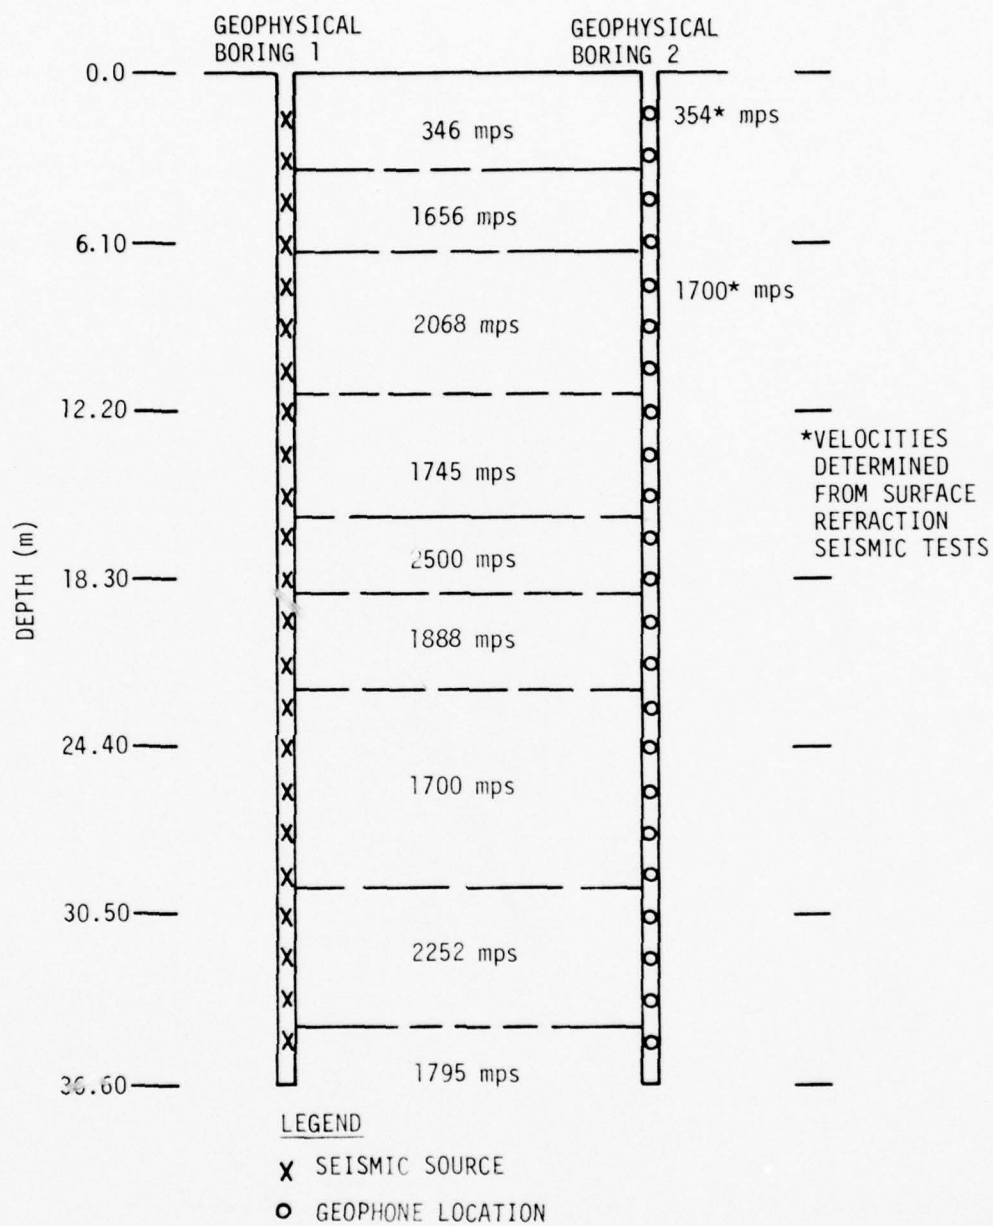 GEOPHYSICAL
BORING 1
GEOPHYSICAL
BORING 2
0.0
346 mps
354* mps
1656 mps
6.10
1700* mps
2068 mps
12.20
*VELOCITIES
DETERMINED
FROM SURFACE
REFRACTION
SEISMIC TESTS
1745 mps
2500 mps
18.30
DEPTH (m)
1888 mps
24.40
1700 mps
30.50
2252 mps
1795 mps
36.60
LEGEND
X SEISMIC SOURCE
O GEOPHONE LOCATION